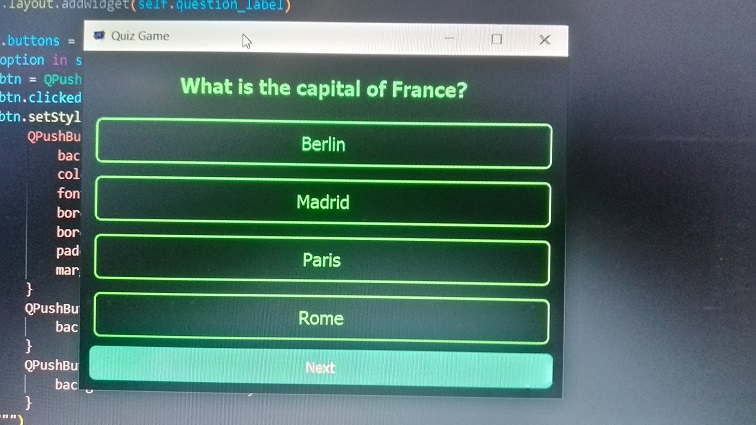 .layout.addWidget(self.question_label)
.buttons =
option in s
btn = QPush
btn.clicked
btn.setStyl
QPushBu
bac
col
fon
bor
bor
pad
mar
}
QPushBu
bac
}
QPushBu
bac
}
""")
Quiz Game
What is the capital of France?
Berlin
Madrid
Paris
Rome
Next